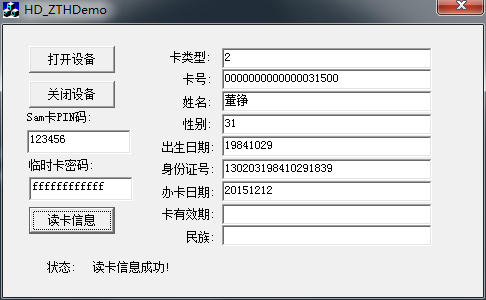 HD_ZTHDemo
打开设备
关闭设备
Sam卡PIN码:
123456
临时卡密码:
ffffffffffff
读卡信息
卡类型: 2
卡号: 0000000000000031500
姓名: 董铮
性别: 31
出生日期: 19841029
身份证号: 130203198410291839
办卡日期: 20151212
卡有效期:
民族:
状态: 读卡信息成功!